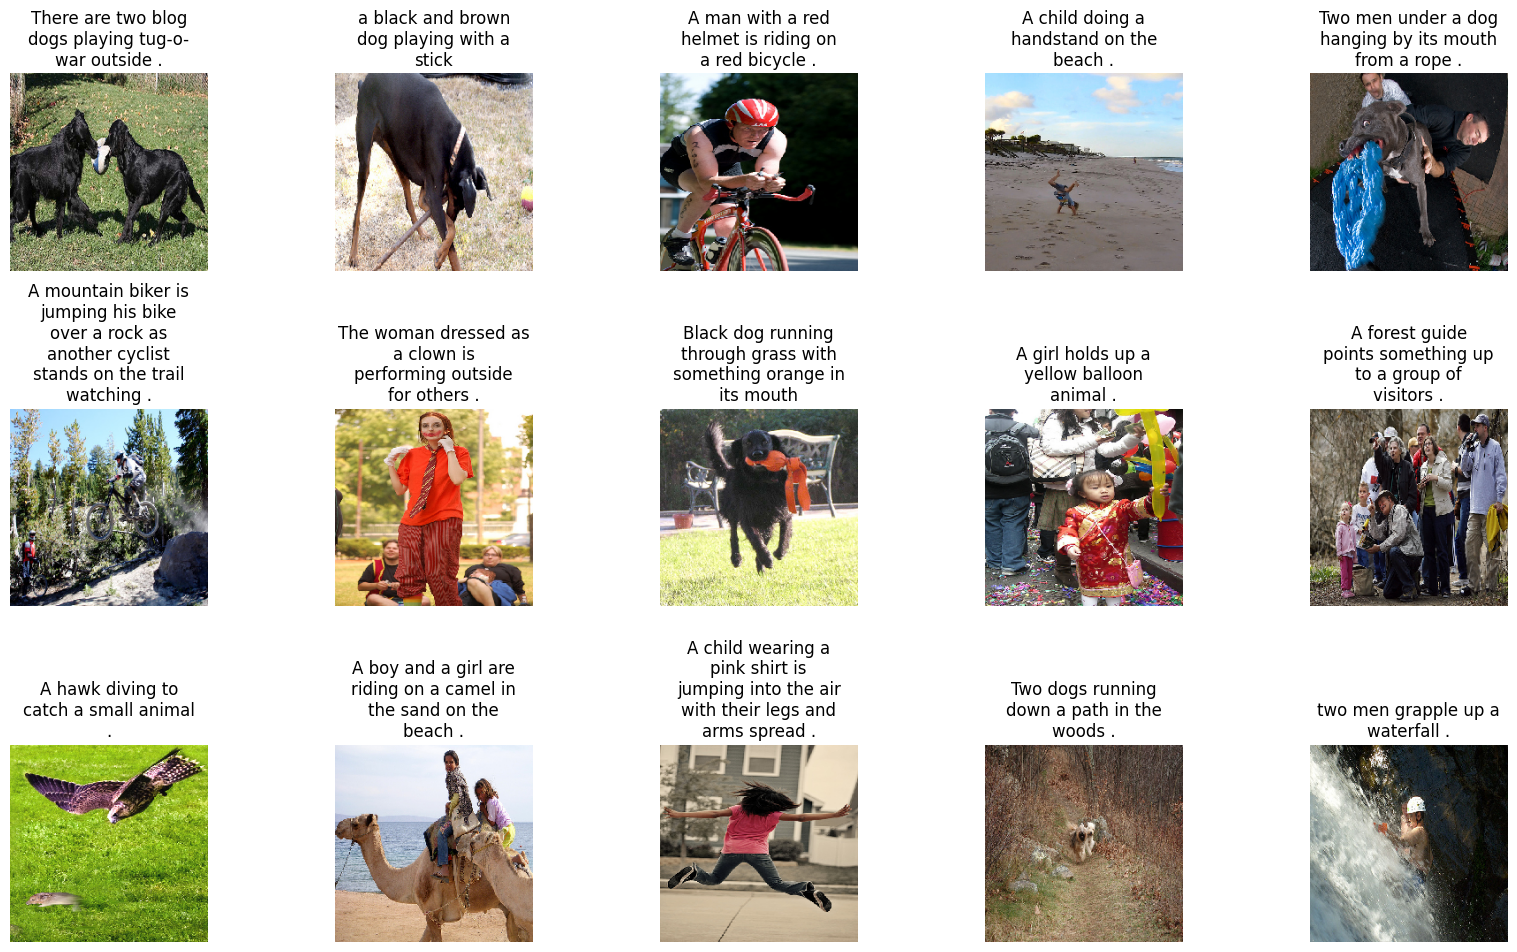 There are two blog
dogs playing tug-o-
war outside .
a black and brown
dog playing with a
stick
A man with a red
helmet is riding on
a red bicycle .
A child doing a
handstand on the
beach .
Two men under a dog
hanging by its mouth
from a rope .
A mountain biker is
jumping his bike
over a rock as
another cyclist
stands on the trail
watching .
The woman dressed as
a clown is
performing outside
for others .
Black dog running
through grass with
something orange in
its mouth
A girl holds up a
yellow balloon
animal .
A forest guide
points something up
to a group of
visitors .
A hawk diving to
catch a small animal
.
A boy and a girl are
riding on a camel in
the sand on the
beach .
A child wearing a
pink shirt is
jumping into the air
with their legs and
arms spread .
Two dogs running
down a path in the
woods .
two men grapple up a
waterfall .